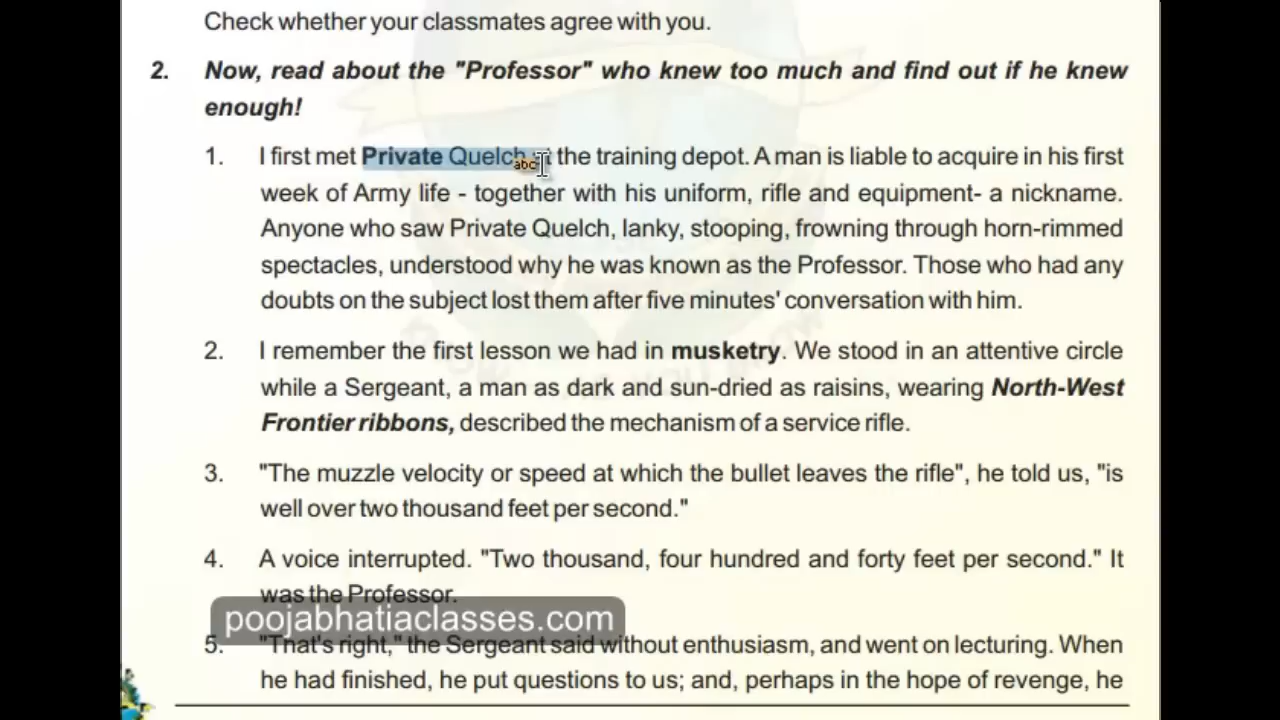 Check whether your classmates agree with you.
2. Now, read about the "Professor" who knew too much and find out if he knew
enough!
1. I first met Private Quelch at the training depot. A man is liable to acquire in his first
week of Army life - together with his uniform, rifle and equipment- a nickname.
Anyone who saw Private Quelch, lanky, stooping, frowning through horn-rimmed
spectacles, understood why he was known as the Professor. Those who had any
doubts on the subject lost them after five minutes' conversation with him.
2. I remember the first lesson we had in musketry. We stood in an attentive circle
while a Sergeant, a man as dark and sun-dried as raisins, wearing North-West
Frontier ribbons, described the mechanism of a service rifle.
3. "The muzzle velocity or speed at which the bullet leaves the rifle", he told us, "is
well over two thousand feet per second."
4. A voice interrupted. "Two thousand, four hundred and forty feet per second." It
was the Professor.
poojabhatiaclasses.com
5. "That's right," the Sergeant said without enthusiasm, and went on lecturing. When
he had finished, he put questions to us; and, perhaps in the hope of revenge, he